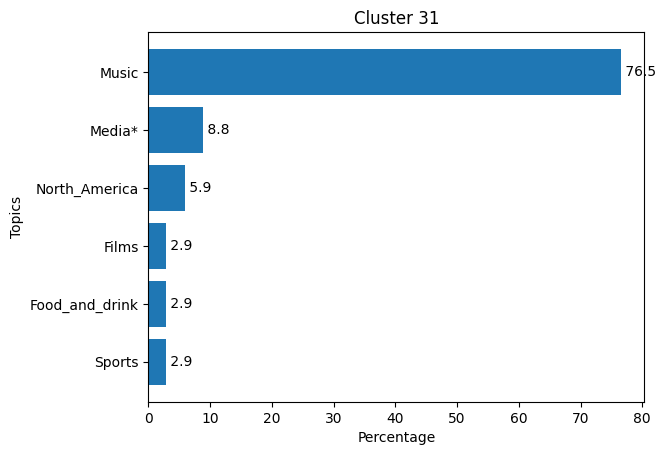 Cluster 31
Topics
Music 76.5
Media* 8.8
North_America 5.9
Films 2.9
Food_and_drink 2.9
Sports 2.9
0 10 20 30 40 50 60 70 80
Percentage